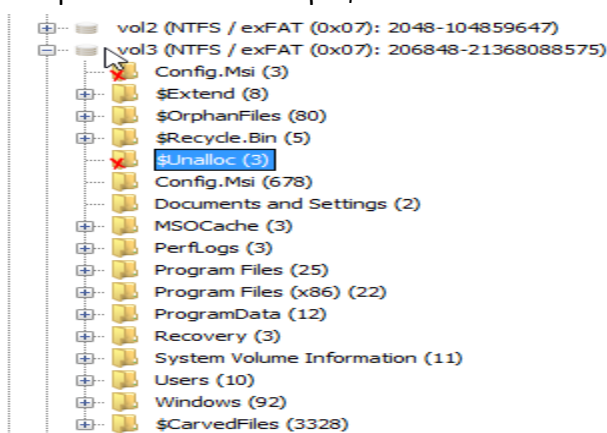 vol2 (NTFS / exFAT (0x07): 2048-104859647)
vol3 (NTFS / exFAT (0x07): 206848-21368088575)
Config.Msi (3)
$Extend (8)
$OrphanFiles (80)
$Recycle.Bin (5)
$Unalloc (3)
Config.Msi (678)
Documents and Settings (2)
MSOCache (3)
PerfLogs (3)
Program Files (25)
Program Files (x86) (22)
ProgramData (12)
Recovery (3)
System Volume Information (11)
Users (10)
Windows (92)
$CarvedFiles (3328)